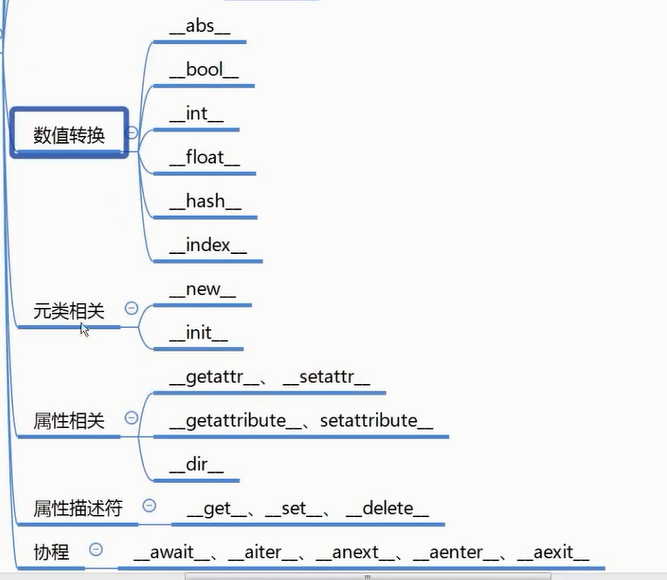 __abs__
__bool__
__int__
数值转换
__float__
__hash__
__index__
__new__
元类相关
__init__
__getattr__、 __setattr__
属性相关
__getattribute__、setattribute__
__dir__
属性描述符
__get__、__set__、 __delete__
协程
__await__、__aiter__、__anext__、__aenter__、__aexit__